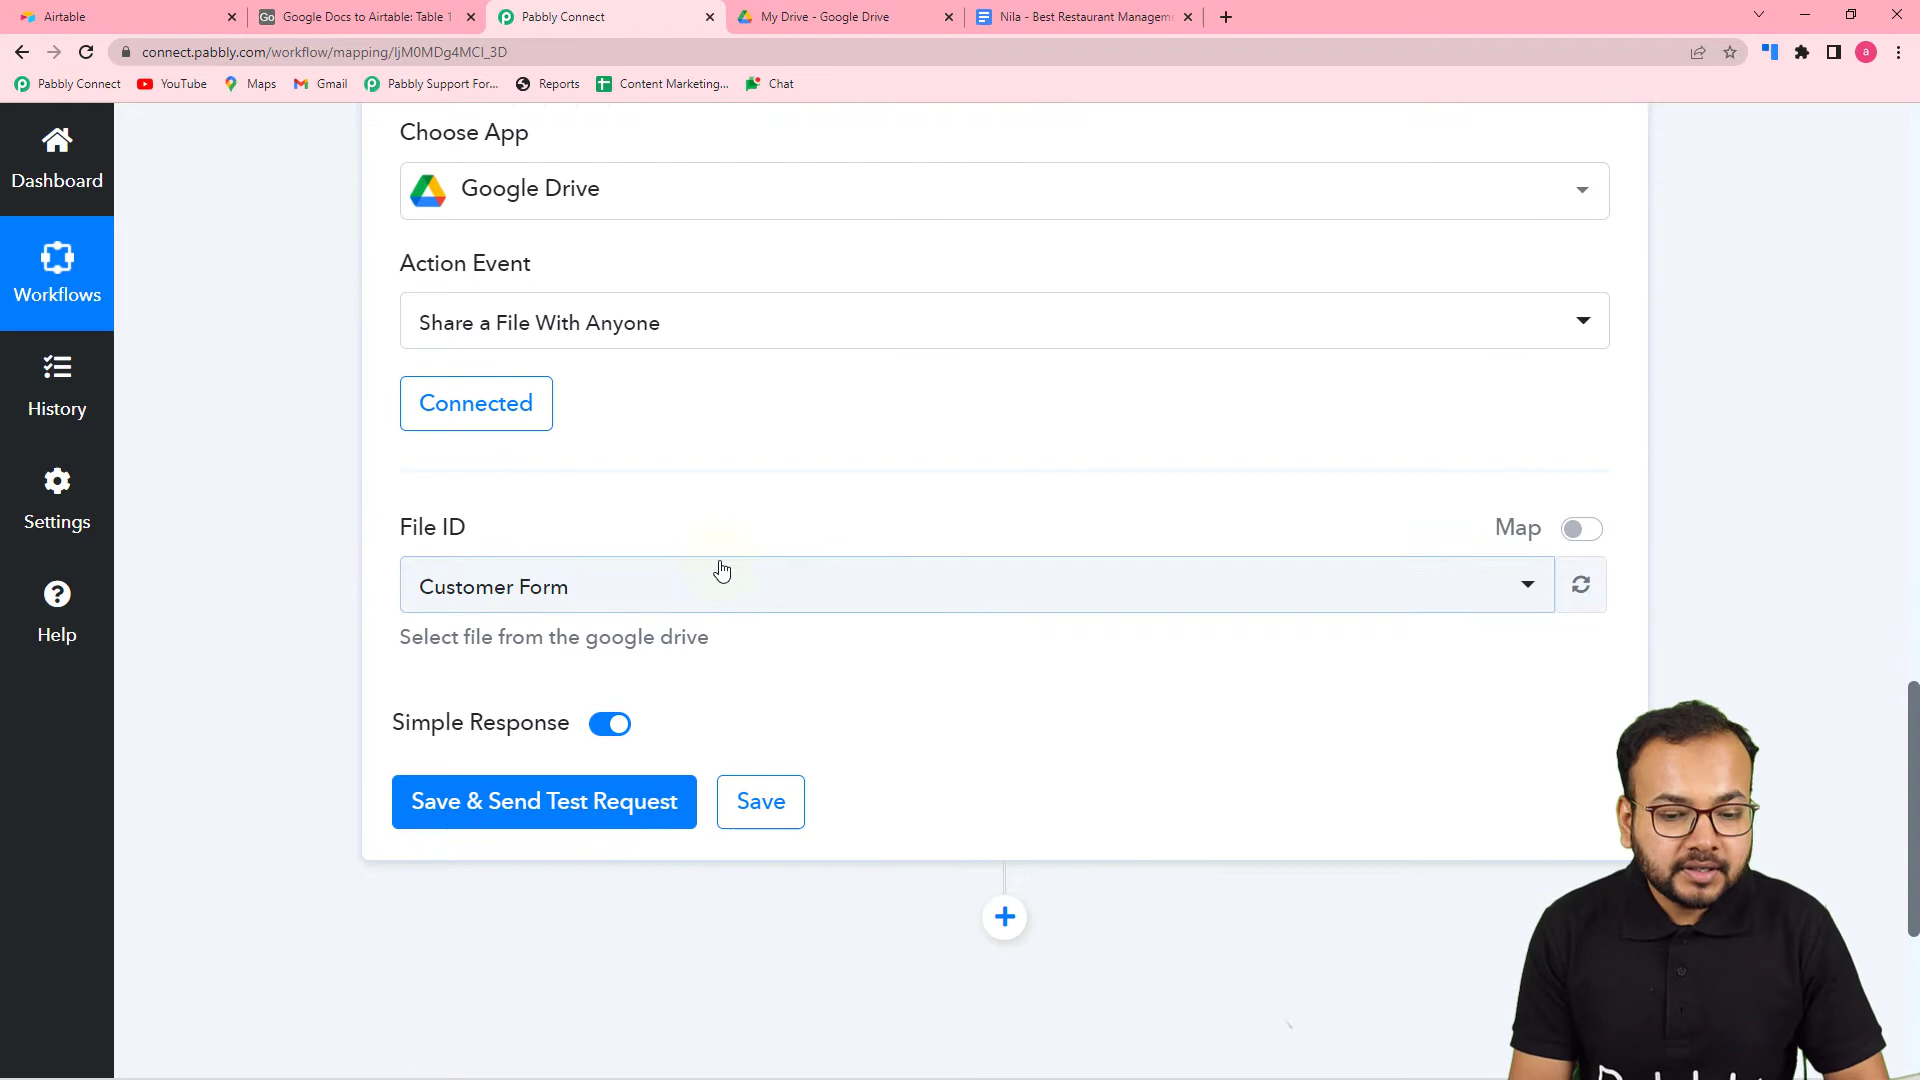 Airtable
Go Google Docs to Airtable: Table 1
Pabbly Connect
My Drive - Google Drive
Nila - Best Restaurant Managem
connect.pabbly.com/workflow/mapping/IjM0MDg4MCI_3D
a
Pabbly Connect
YouTube
Maps
Gmail
Pabbly Support For...
Reports
Content Marketing...
Chat
Dashboard
Workflows
History
Settings
Help
Choose App
Google Drive
Action Event
Share a File With Anyone
Connected
File ID
Map
Customer Form
Select file from the google drive
Simple Response
Save & Send Test Request
Save